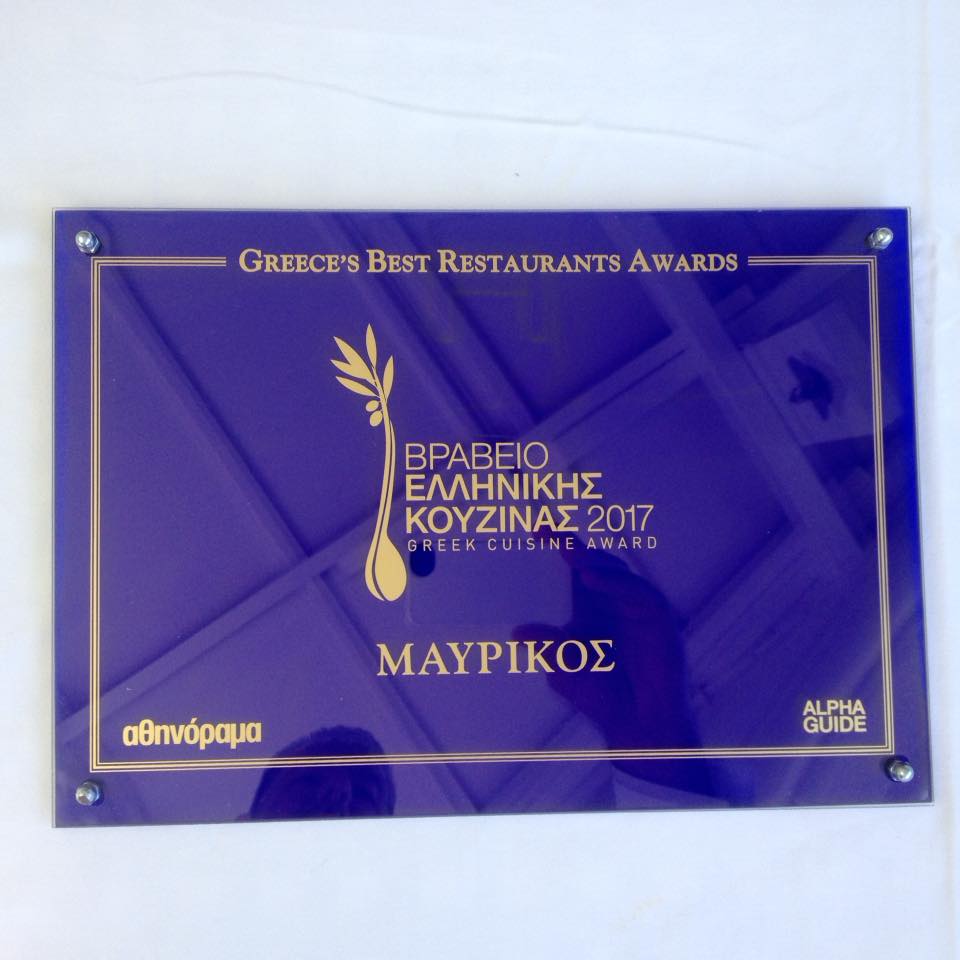 GREECE'S BEST RESTAURANTS AWARDS
ΒΡΑΒΕΙΟ
ΕΛΛΗΝΙΚΗΣ
ΚΟΥΖΙΝΑΣ 2017
GREEK CUISINE AWARD
ΜΑΥΡΙΚΟΣ
αθηνόραμα
ALPHA
GUIDE